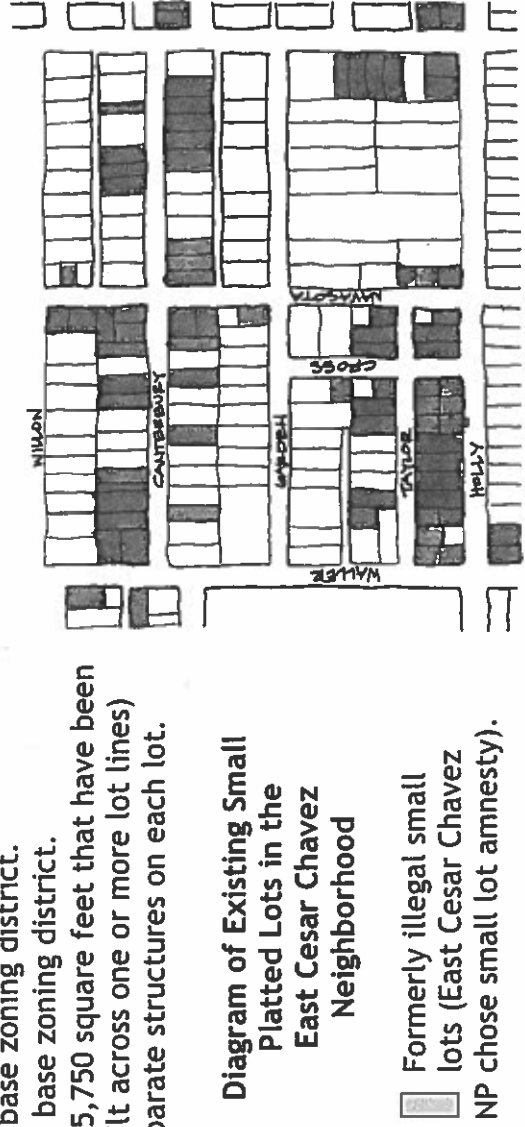 base zoning district.
base zoning district.
5,750 square feet that have been
lt across one or more lot lines)
parate structures on each lot.
Diagram of Existing Small
Platted Lots in the
East Cesar Chavez
Neighborhood
Formerly illegal small
lots (East Cesar Chavez
NP chose small lot amnesty).
WILLOW
CANTERBURY
GARDEN
TAYLOR
HOLLY
WALLER
CROSS
NAVASOTA